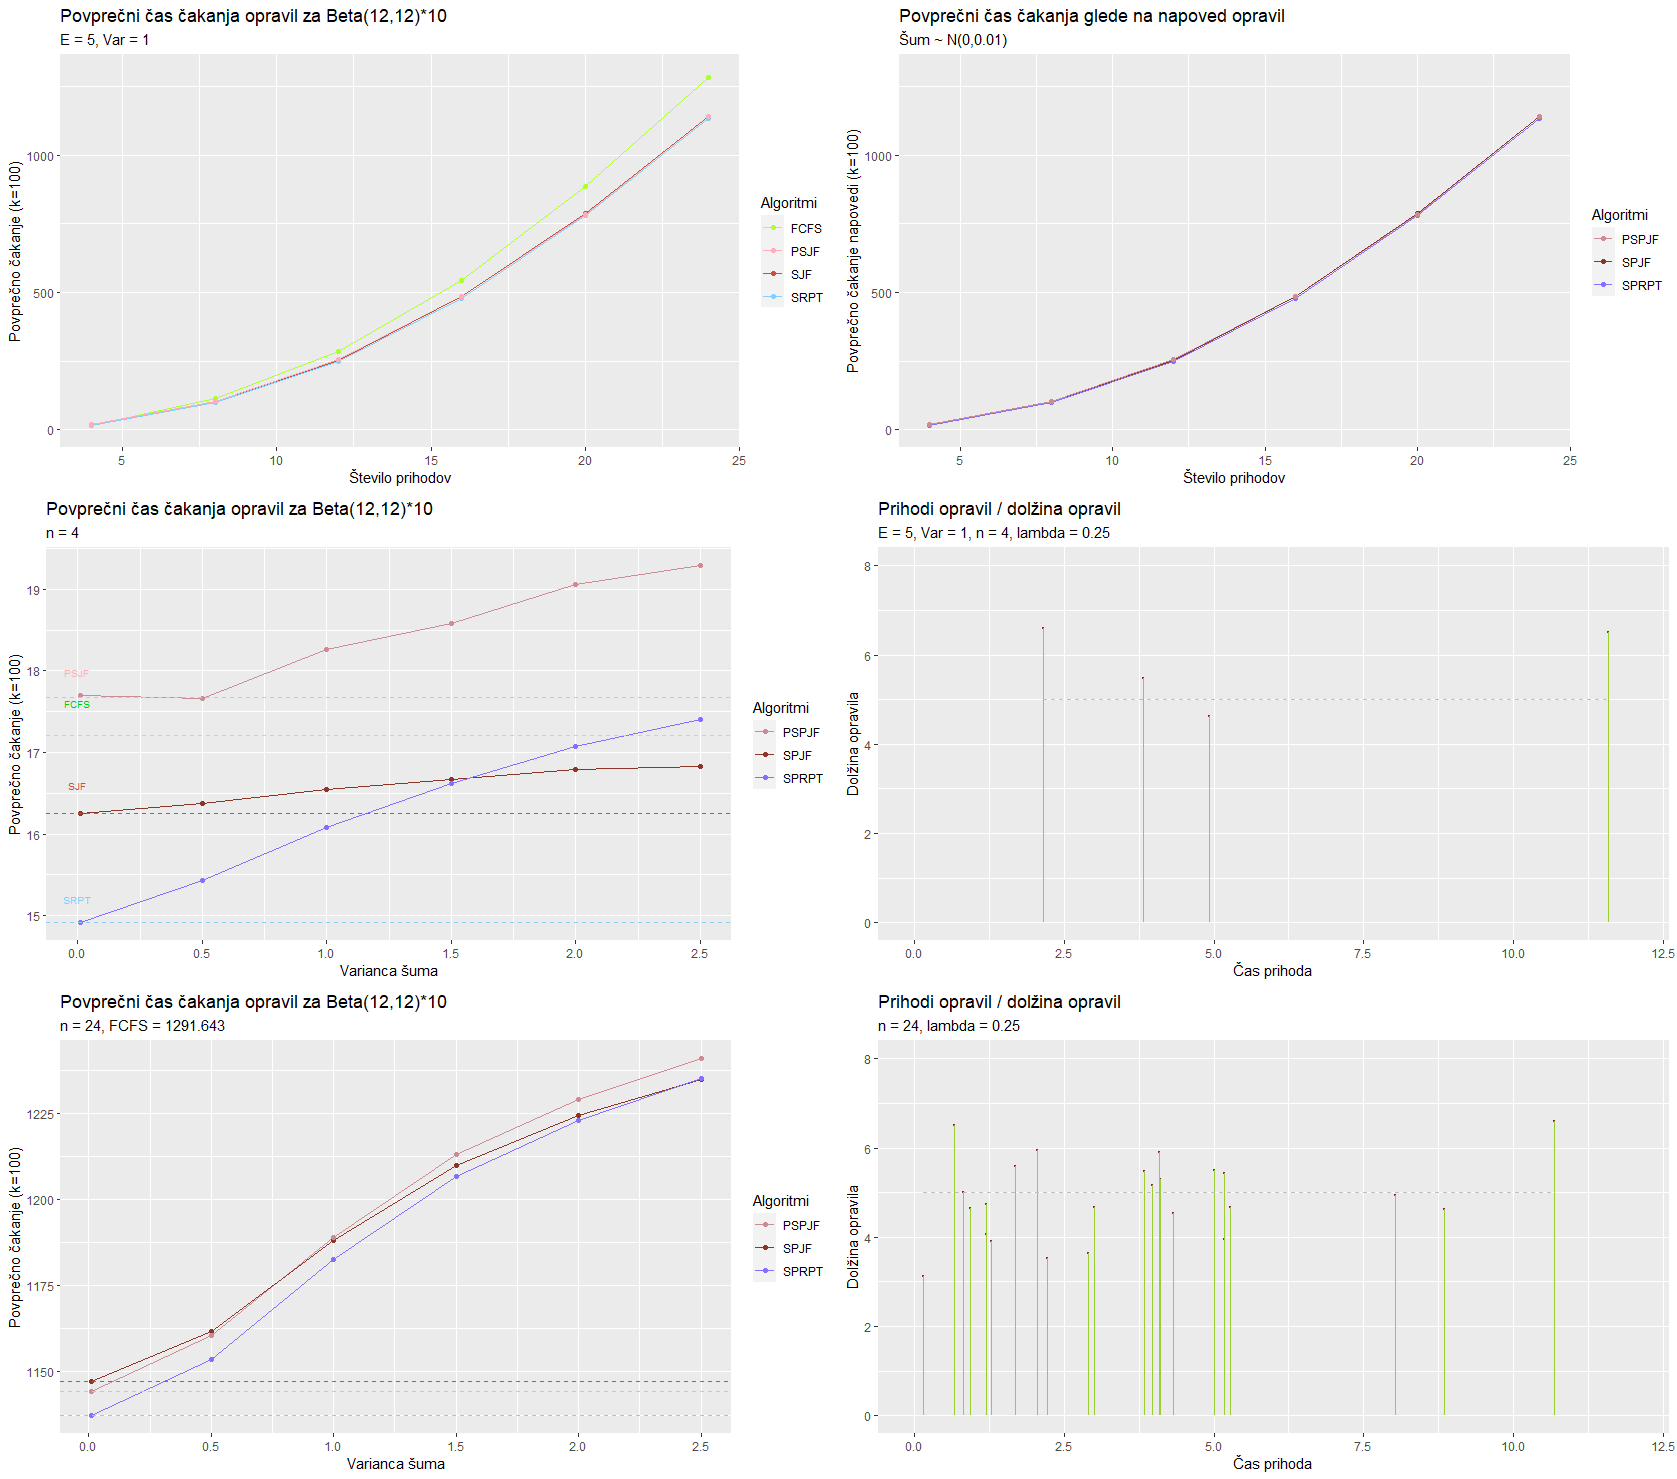 Povprečni čas čakanja opravil za Beta(12,12)*10
E = 5, Var = 1
Povprečno čakanje (k=100)
1000
500
0
5
10
15
20
25
Število prihodov
Algoritmi
FCFS
PSJF
SJF
SRPT
Povprečni čas čakanja glede na napoved opravil
Šum ~ N(0,0.01)
Povprečno čakanje napovedi (k=100)
1000
500
0
5
10
15
20
25
Število prihodov
Algoritmi
PSPJF
SPJF
SPRPT
Povprečni čas čakanja opravil za Beta(12,12)*10
n = 4
Povprečno čakanje (k=100)
19
18
17
16
15
PSJF
FCFS
SJF
SRPT
0.0
0.5
1.0
1.5
2.0
2.5
Varianca šuma
Algoritmi
PSPJF
SPJF
SPRPT
Prihodi opravil / dolžina opravil
E = 5, Var = 1, n = 4, lambda = 0.25
Dolžina opravila
8
6
4
2
0
0.0
2.5
5.0
7.5
10.0
12.5
Čas prihoda
Povprečni čas čakanja opravil za Beta(12,12)*10
n = 24, FCFS = 1291.643
Povprečno čakanje (k=100)
1225
1200
1175
1150
0.0
0.5
1.0
1.5
2.0
2.5
Varianca šuma
Algoritmi
PSPJF
SPJF
SPRPT
Prihodi opravil / dolžina opravil
n = 24, lambda = 0.25
Dolžina opravila
8
6
4
2
0
0.0
2.5
5.0
7.5
10.0
12.5
Čas prihoda